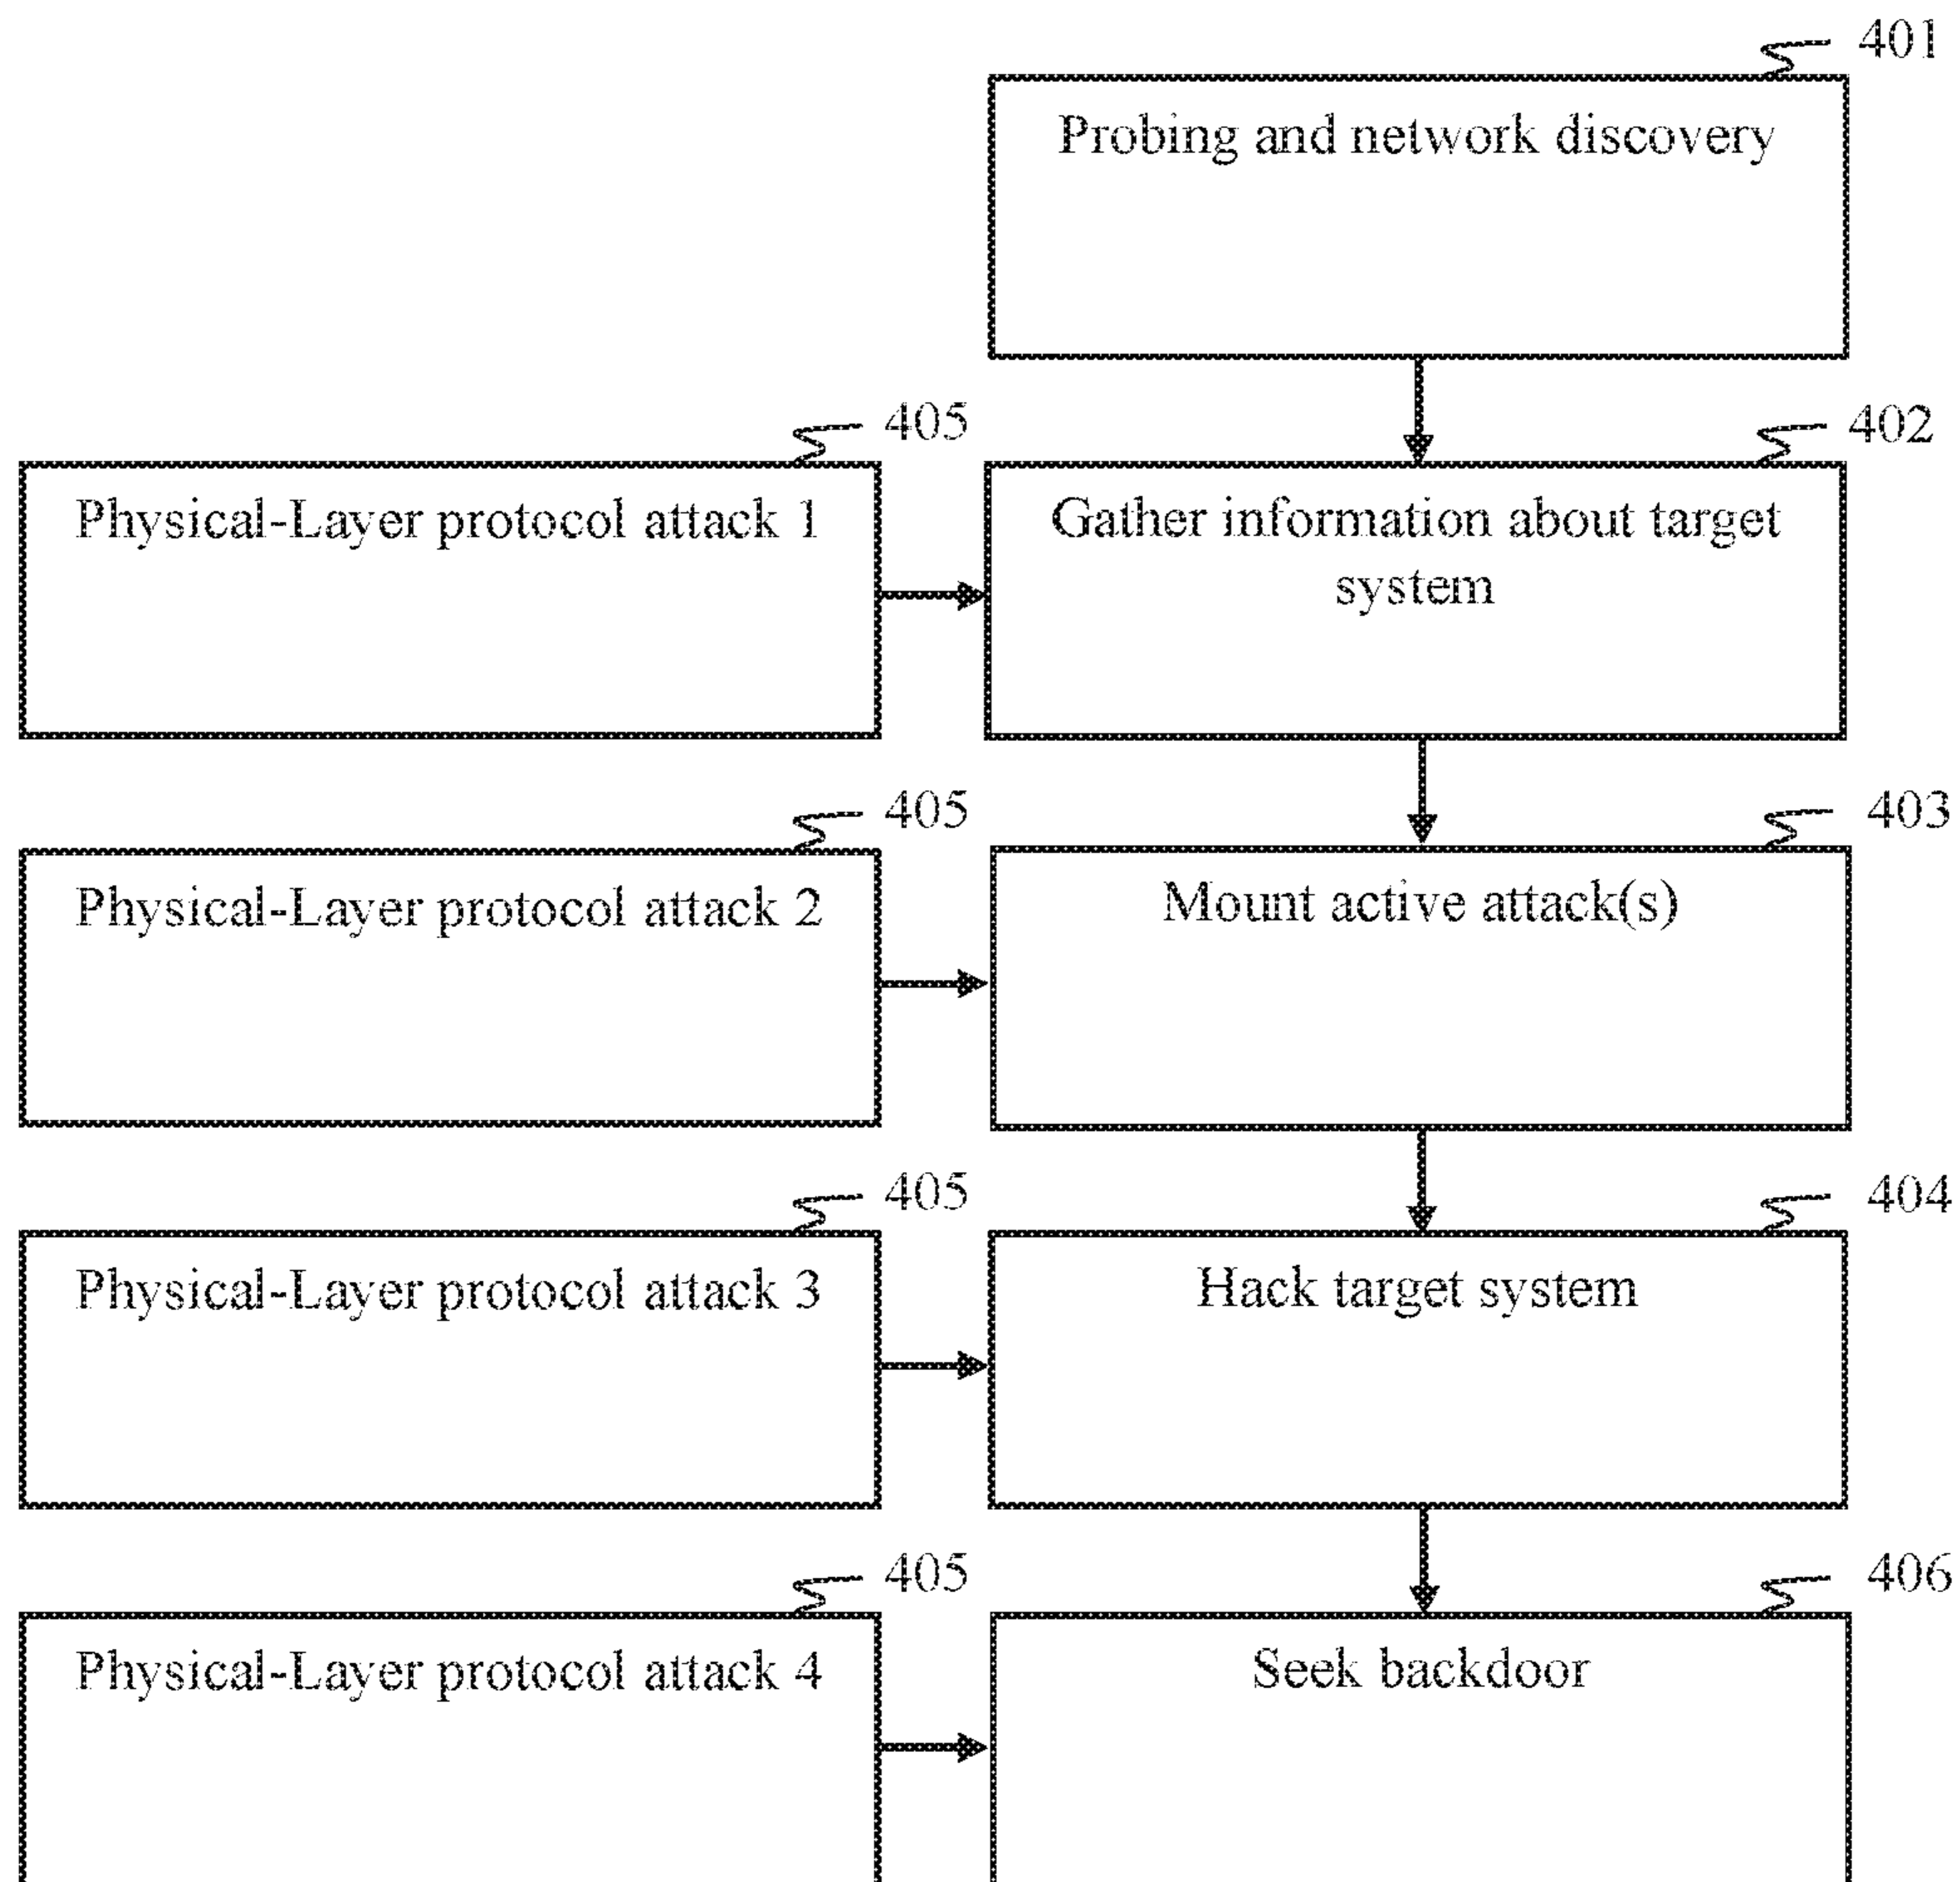 401
Probing and network discovery
405
402
Physical-Layer protocol attack 1
Gather information about target
system
405
403
Physical-Layer protocol attack 2
Mount active attack(s)
405
404
Physical-Layer protocol attack 3
Hack target system
405
406
Physical-Layer protocol attack 4
Seek backdoor